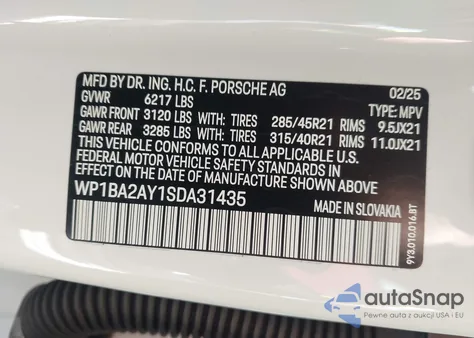 MFD BY DR. ING. H.C. F. PORSCHE AG 02/25
GVWR 6217 LBS TYPE: MPV
GAWR FRONT 3120 LBS WITH: TIRES 285/45R21 RIMS 9.5JX21
GAWR REAR 3285 LBS WITH: TIRES 315/40R21 RIMS 11.0JX21
THIS VEHICLE CONFORMS TO ALL APPLICABLE
FEDERAL MOTOR VEHICLE SAFETY STANDARDS IN
EFFECT ON THE DATE OF MANUFACTURE SHOWN ABOVE.
WP1BA2AY1SDA31435 MADE IN SLOVAKIA
9Y3.010.016.BT
autoSnap
Pewne auta z aukcji USA i EU